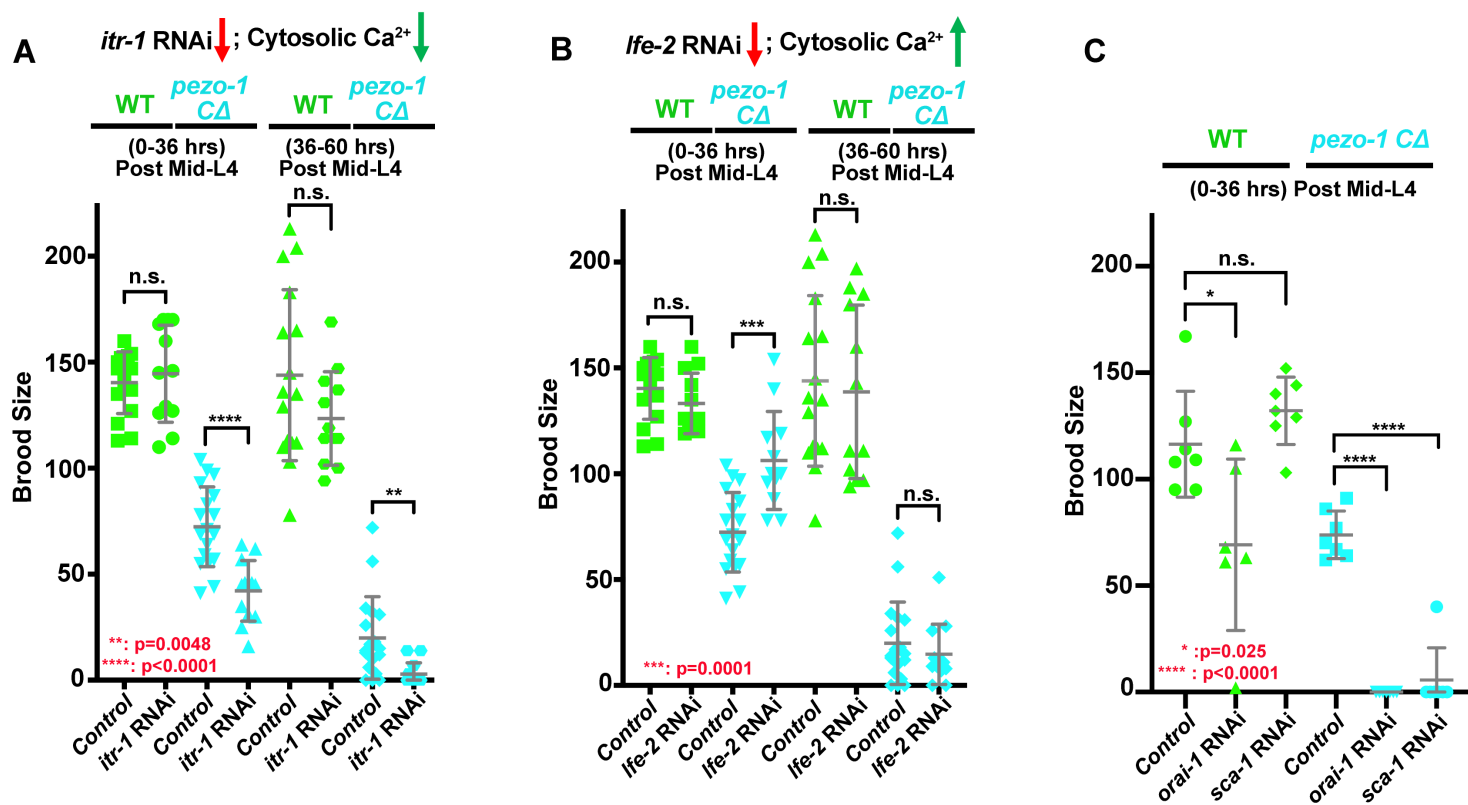 A
itr-1 RNAi ; Cytosolic Ca²⁺
WT
pezo-1
CΔ
WT
pezo-1
CΔ
(0-36 hrs)
Post Mid-L4
(36-60 hrs)
Post Mid-L4
n.s.
n.s.
****
**
Brood Size
200
150
100
50
0
**: p=0.0048
****: p<0.0001
Control
itr-1 RNAi
Control
itr-1 RNAi
Control
itr-1 RNAi
Control
itr-1 RNAi
B
lfe-2 RNAi ; Cytosolic Ca²⁺
WT
pezo-1
CΔ
WT
pezo-1
CΔ
(0-36 hrs)
Post Mid-L4
(36-60 hrs)
Post Mid-L4
n.s.
***
n.s.
n.s.
Brood Size
200
150
100
50
0
***: p=0.0001
Control
lfe-2 RNAi
Control
lfe-2 RNAi
Control
lfe-2 RNAi
Control
lfe-2 RNAi
C
WT
pezo-1 CΔ
(0-36 hrs) Post Mid-L4
n.s.
*
****
****
Brood Size
200
150
100
50
0
* :p=0.025
**** : p<0.0001
Control
orai-1 RNAi
sca-1 RNAi
Control
orai-1 RNAi
sca-1 RNAi